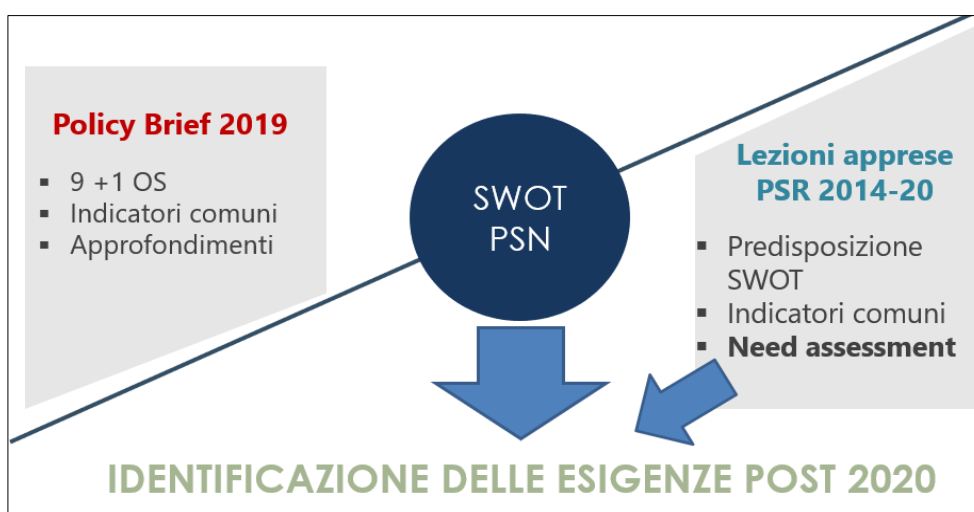 Policy Brief 2019
▪ 9 +1 OS
▪ Indicatori comuni
▪ Approfondimenti
SWOT
PSN
Lezioni apprese
PSR 2014-20
▪ Predisposizione
SWOT
▪ Indicatori comuni
▪ Need assessment
IDENTIFICAZIONE DELLE ESIGENZE POST 2020